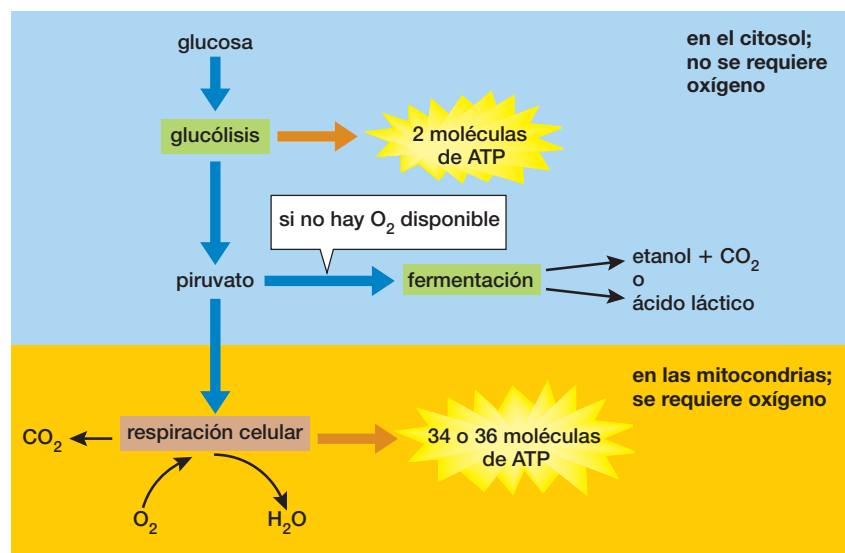 glucosa
en el citosol;
no se requiere
oxígeno
glucólisis
2 moléculas
de ATP
si no hay O₂ disponible
piruvato
fermentación
etanol + CO₂
o
ácido láctico
en las mitocondrias;
se requiere oxígeno
CO₂
respiración celular
34 o 36 moléculas
de ATP
O₂
H₂O